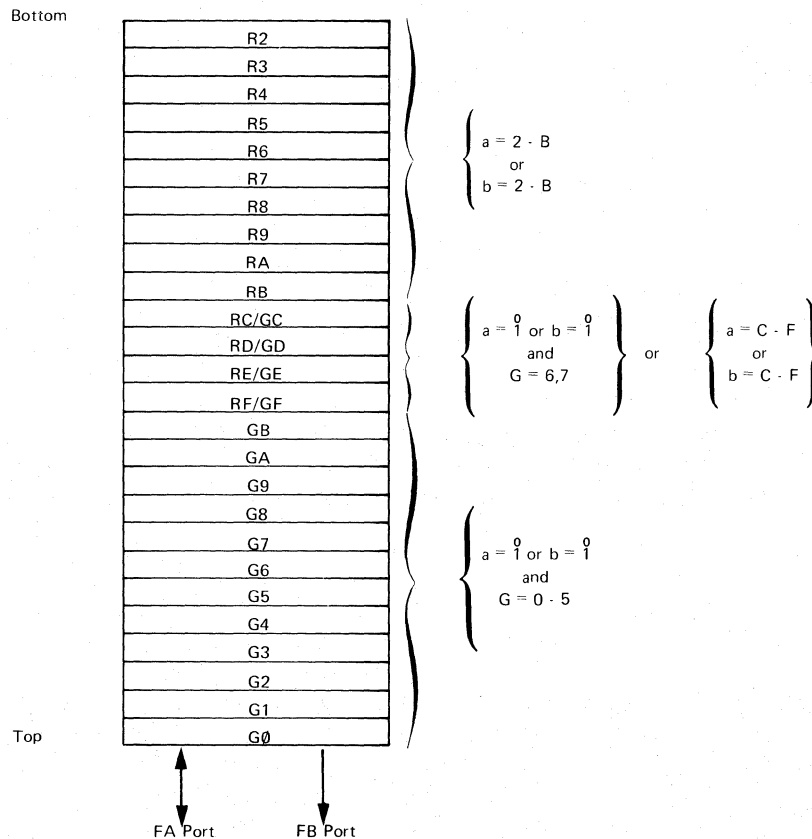 Bottom
R2
R3
R4
R5
R6
R7
R8
R9
RA
RB
RC/GC
RD/GD
RE/GE
RF/GF
GB
GA
G9
G8
G7
G6
G5
G4
G3
G2
G1
GØ
Top
FA Port
FB Port
a = 2 - B
or
b = 2 - B
0 0
a = 1 or b = 1
and
G = 6,7
or
a = C - F
or
b = C - F
0 0
a = 1 or b = 1
and
G = 0 - 5